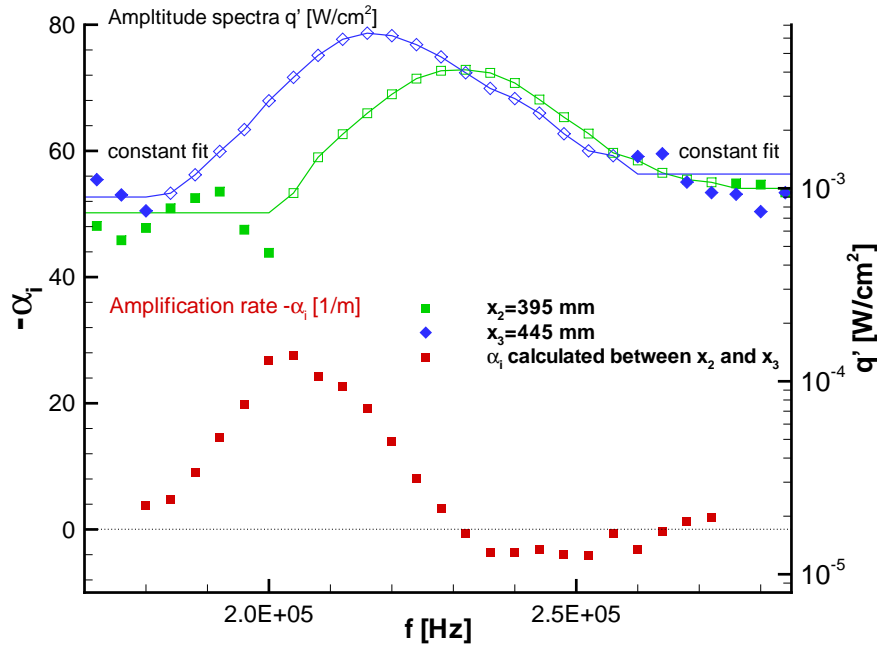 Ampltitude spectra q' [W/cm²]
80
60
40
20
0
-αᵢ
constant fit
constant fit
Amplification rate -αᵢ [1/m]
x₂=395 mm
x₃=445 mm
αᵢ calculated between x₂ and x₃
10⁻³
10⁻⁴
10⁻⁵
q' [W/cm²]
2.0E+05
2.5E+05
f [Hz]